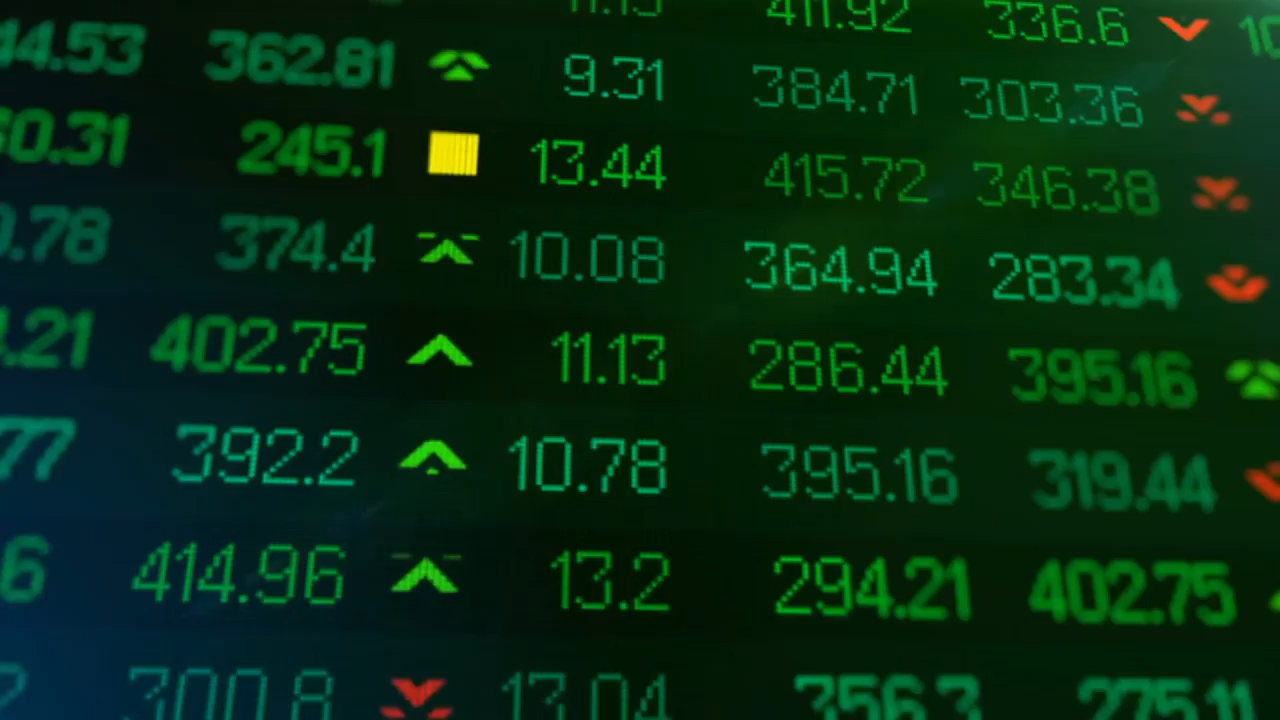 11.13 411.92 336.6 10
44.53 362.81 9.31 384.71 303.36
60.31 245.1 13.44 415.72 346.38
0.78 374.4 10.08 364.94 283.34
.21 402.75 11.13 286.44 395.16
77 392.2 10.78 395.16 319.44
6 414.96 13.2 294.21 402.75
2 300.8 13.04 356.3 275.11